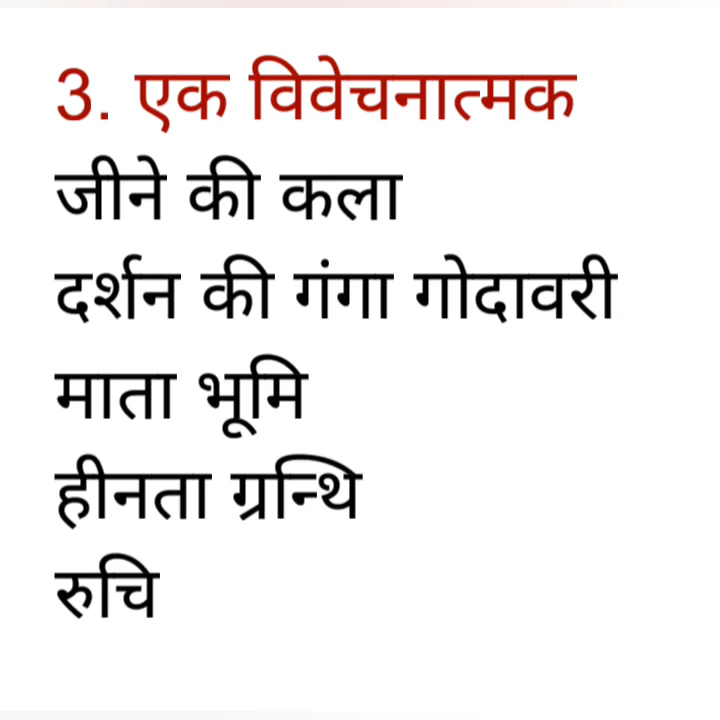 3. एक विवेचनात्मक
जीने की कला
दर्शन की गंगा गोदावरी
माता भूमि
हीनता ग्रन्थि
रुचि